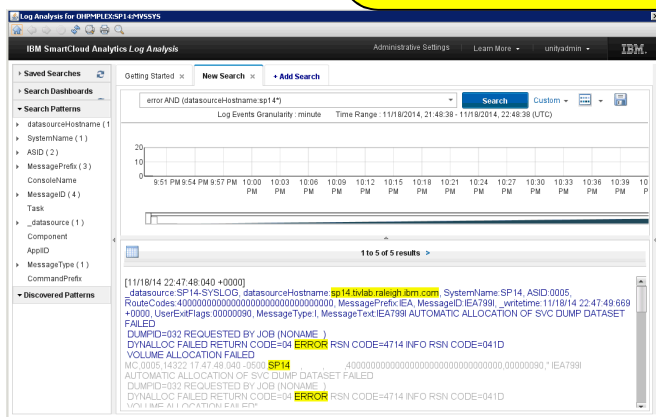 Log Analysis for OHPMPLEX:SP14:MVSSYS
IBM SmartCloud Analytics Log Analysis
Administrative Settings
Learn More
unityadmin
IBM.
Saved Searches
Search Dashboards
Search Patterns
datasourceHostname (1
SystemName (1)
ASID (2)
MessagePrefix (3)
ConsoleName
MessageID (4)
Task
_datasource (1)
Component
ApplID
MessageType (1)
CommandPrefix
Discovered Patterns
Getting Started ×
New Search ×
+ Add Search
error AND (datasourceHostname:sp14*)
Search
Custom
Log Events Granularity : minute Time Range : 11/18/2014, 21:48:38 - 11/18/2014, 22:48:38 (UTC)
20
10
0
9:51 PM 9:54 PM 9:57 PM 10:00 PM 10:03 PM 10:06 PM 10:09 PM 10:12 PM 10:15 PM 10:18 PM 10:21 PM 10:24 PM 10:27 PM 10:30 PM 10:33 PM 10:36 PM 10:39 PM 10 P
1 to 5 of 5 results >
[11/18/14 22:47:48:040 +0000]
_datasource:SP14-SYSLOG, datasourceHostname:sp14.tivlab.raleigh.ibm.com, SystemName:SP14, ASID:0005,
RouteCodes:40000000000000000000000000000000, MessagePrefix:IEA, MessageID:IEA799I, _writetime:11/18/14 22:47:49:669
+0000, UserExitFlags:00000090, MessageType:I, MessageText:IEA799I AUTOMATIC ALLOCATION OF SVC DUMP DATASET
FAILED
DUMPID=032 REQUESTED BY JOB (NONAME )
DYNALLOC FAILED RETURN CODE=04 ERROR RSN CODE=4714 INFO RSN CODE=041D
VOLUME ALLOCATION FAILED
MC,0005,14322 17.47.48.040 -0500,SP14 , , ,40000000000000000000000000000000,00000090," IEA799I
AUTOMATIC ALLOCATION OF SVC DUMP DATASET FAILED
DUMPID=032 REQUESTED BY JOB (NONAME )
DYNALLOC FAILED RETURN CODE=04 ERROR RSN CODE=4714 INFO RSN CODE=041D
VOLUME ALLOCATION FAILED"